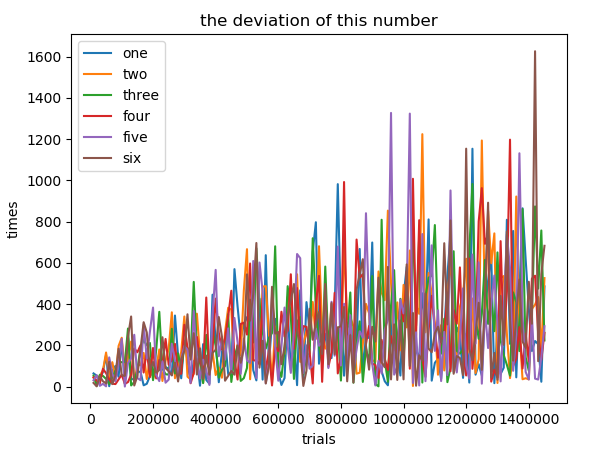 the deviation of this number
one
two
three
four
five
six
1600
1400
1200
1000
800
600
400
200
0
times
0 200000 400000 600000 800000 1000000 1200000 1400000
trials